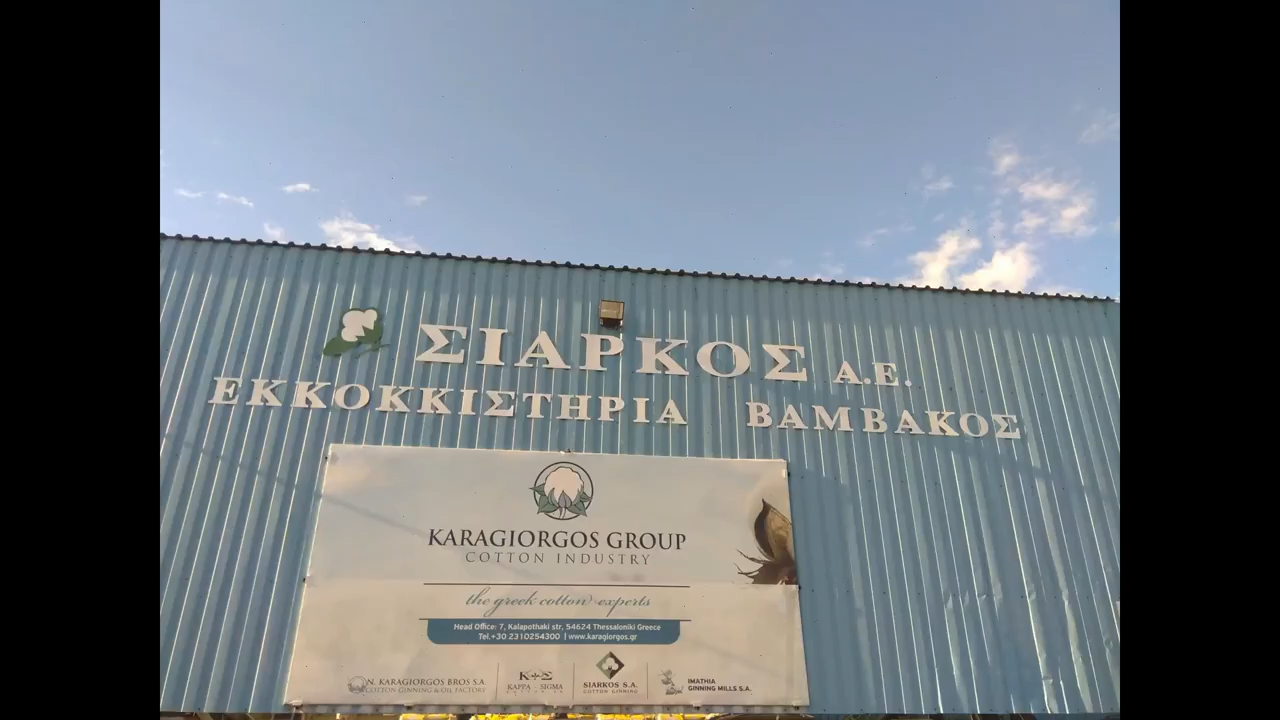 ΣΙΑΡΚΟΣ Α.Ε.
ΕΚΚΟΚΚΙΣΤΗΡΙΑ ΒΑΜΒΑΚΟΣ
KARAGIORGOS GROUP
COTTON INDUSTRY
the greek cotton experts
Head Office: 7, Kalapothaki str, 54624 Thessaloniki Greece
Tel.+30 2310254300 | www.karagiorgos.gr
N. KARAGIORGOS BROS S.A.
COTTON GINNING & OIL FACTORY
ΚΨΣ
KAPPA - SIGMA
SIARKOS S.A.
COTTON GINNING
IMATHIA
GINNING MILLS S.A.